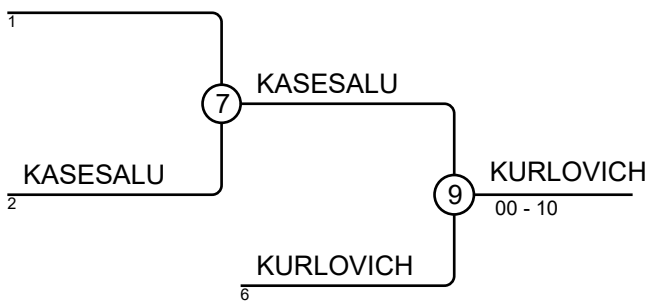 1
KASESALU
7
KASESALU
2
KURLOVICH
9
00 - 10
KURLOVICH
6